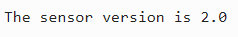 The sensor version is 2.0